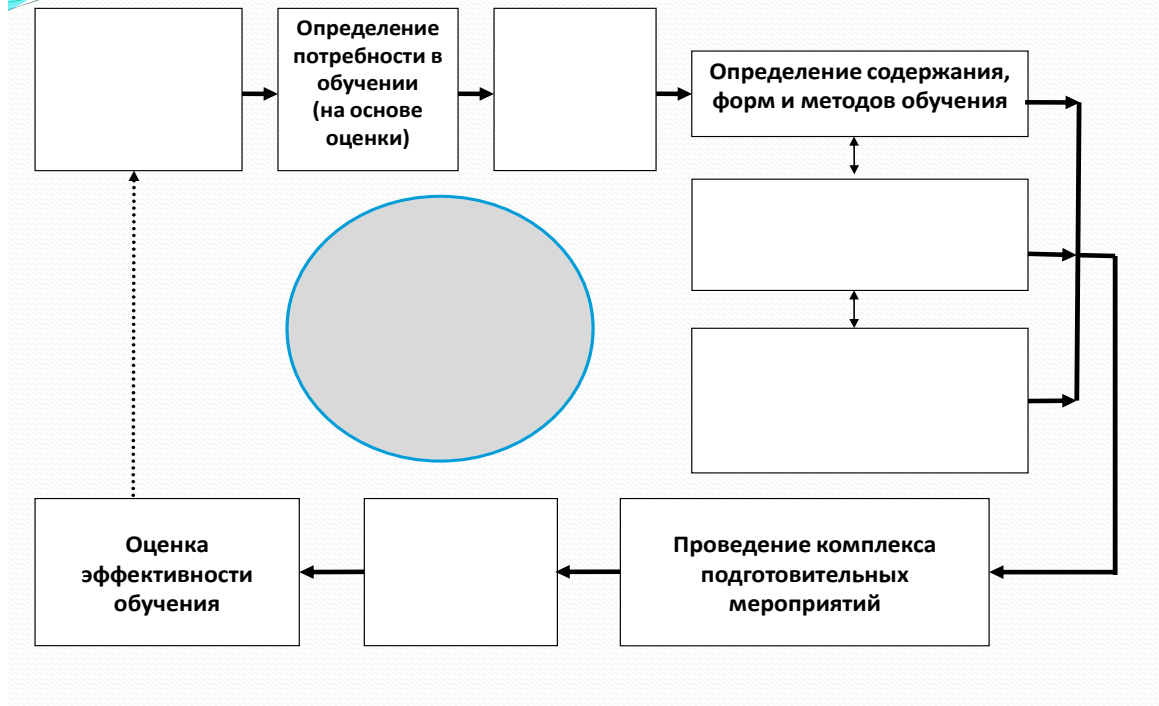 Определение
потребности в
обучении
(на основе
оценки)
Определение содержания,
форм и методов обучения
Оценка
эффективности
обучения
Проведение комплекса
подготовительных
мероприятий